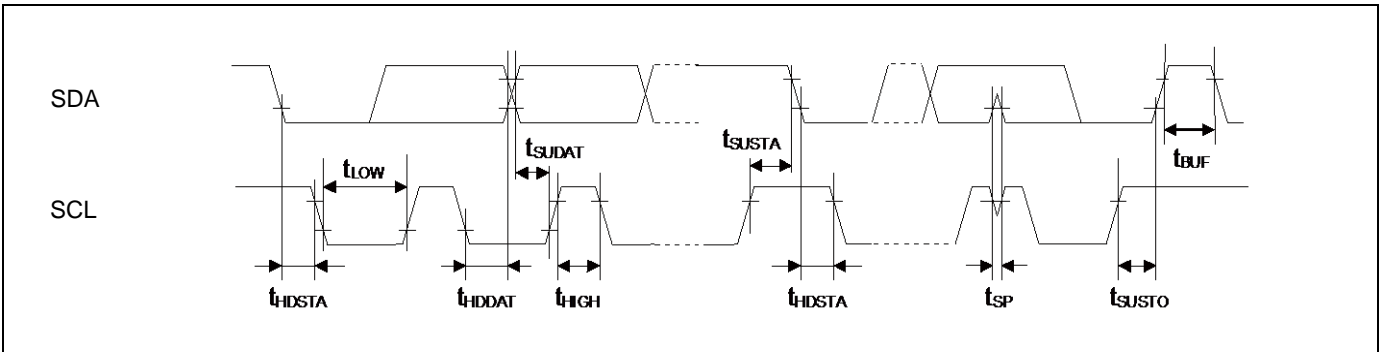 SDA
tSUDAT
tSUSTA
tBUF
tLOW
SCL
tHDSTA
tHDDAT
tHIGH
tHDSTA
tSP
tSUSTO